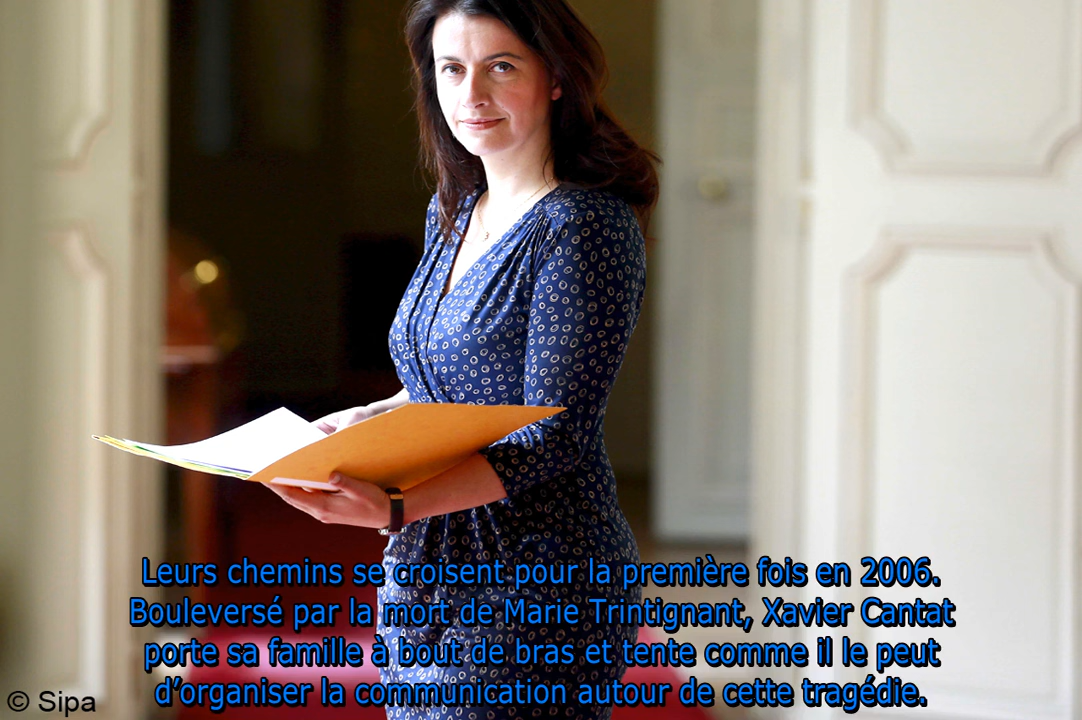 Leurs chemins se croisent pour la première fois en 2006.
Bouleversé par la mort de Marie Trintignant, Xavier Cantat
porte sa famille à bout de bras et tente comme il le peut
d’organiser la communication autour de cette tragédie.
© Sipa